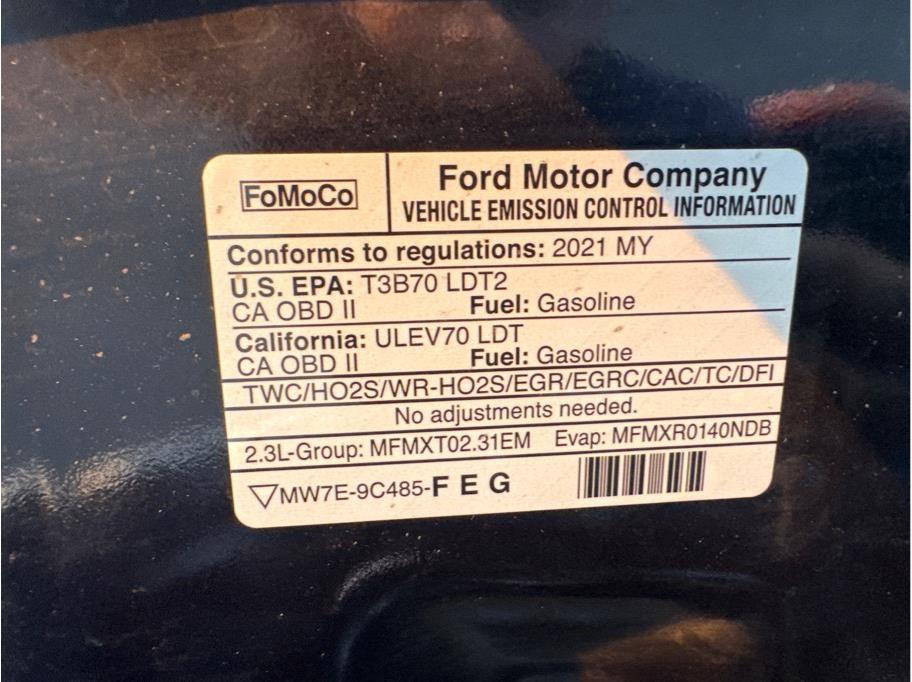 FoMoCo
Ford Motor Company
VEHICLE EMISSION CONTROL INFORMATION
Conforms to regulations: 2021 MY
U.S. EPA: T3B70 LDT2
CA OBD II Fuel: Gasoline
California: ULEV70 LDT
CA OBD II Fuel: Gasoline
TWC/HO2S/WR-HO2S/EGR/EGRC/CAC/TC/DFI
No adjustments needed.
2.3L-Group: MFMXT02.31EM Evap: MFMXR0140NDB
▽MW7E-9C485-F E G